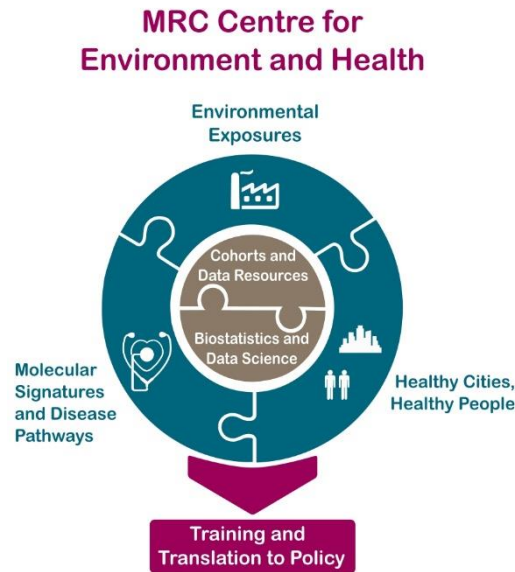 MRC Centre for
Environment and Health
Environmental
Exposures
Cohorts and
Data Resources
Biostatistics and
Data Science
Molecular
Signatures
and Disease
Pathways
Healthy Cities,
Healthy People
Training and
Translation to Policy